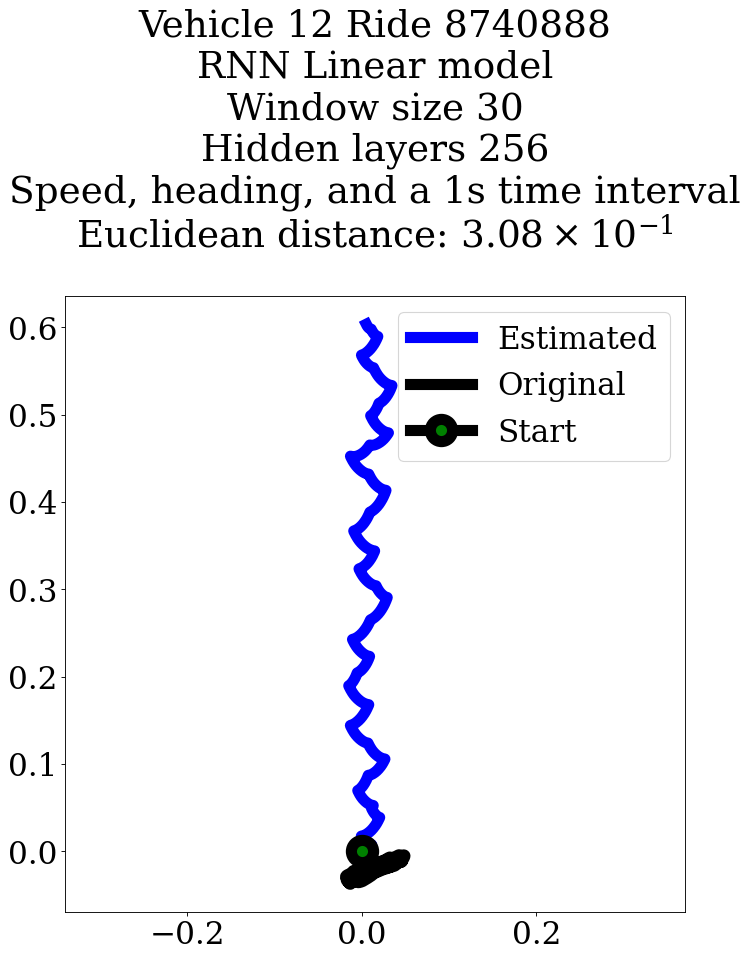 Vehicle 12 Ride 8740888
RNN Linear model
Window size 30
Hidden layers 256
Speed, heading, and a 1s time interval
Euclidean distance: 3.08 × 10⁻¹
Estimated
Original
Start
0.6
0.5
0.4
0.3
0.2
0.1
0.0
−0.2 0.0 0.2